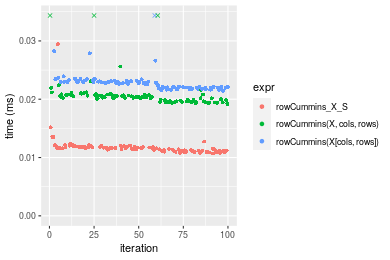 0.03
0.02
0.01
0.00
time (ms)
0
25
50
75
100
iteration
expr
rowCummins_X_S
rowCummins(X, cols, rows)
rowCummins(X[cols, rows])